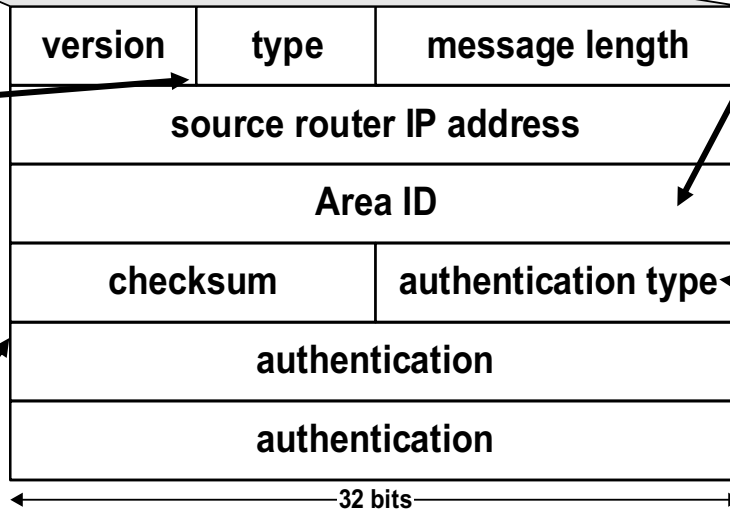 version type message length
source router IP address
Area ID
checksum authentication type
authentication
authentication
32 bits